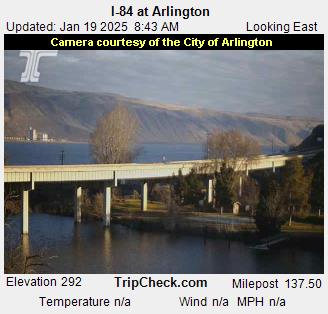 I-84 at Arlington
Updated: Jan 19 2025 8:43 AM Looking East
Camera courtesy of the City of Arlington
Elevation 292 TripCheck.com Milepost 137.50
Temperature n/a Wind n/a MPH n/a